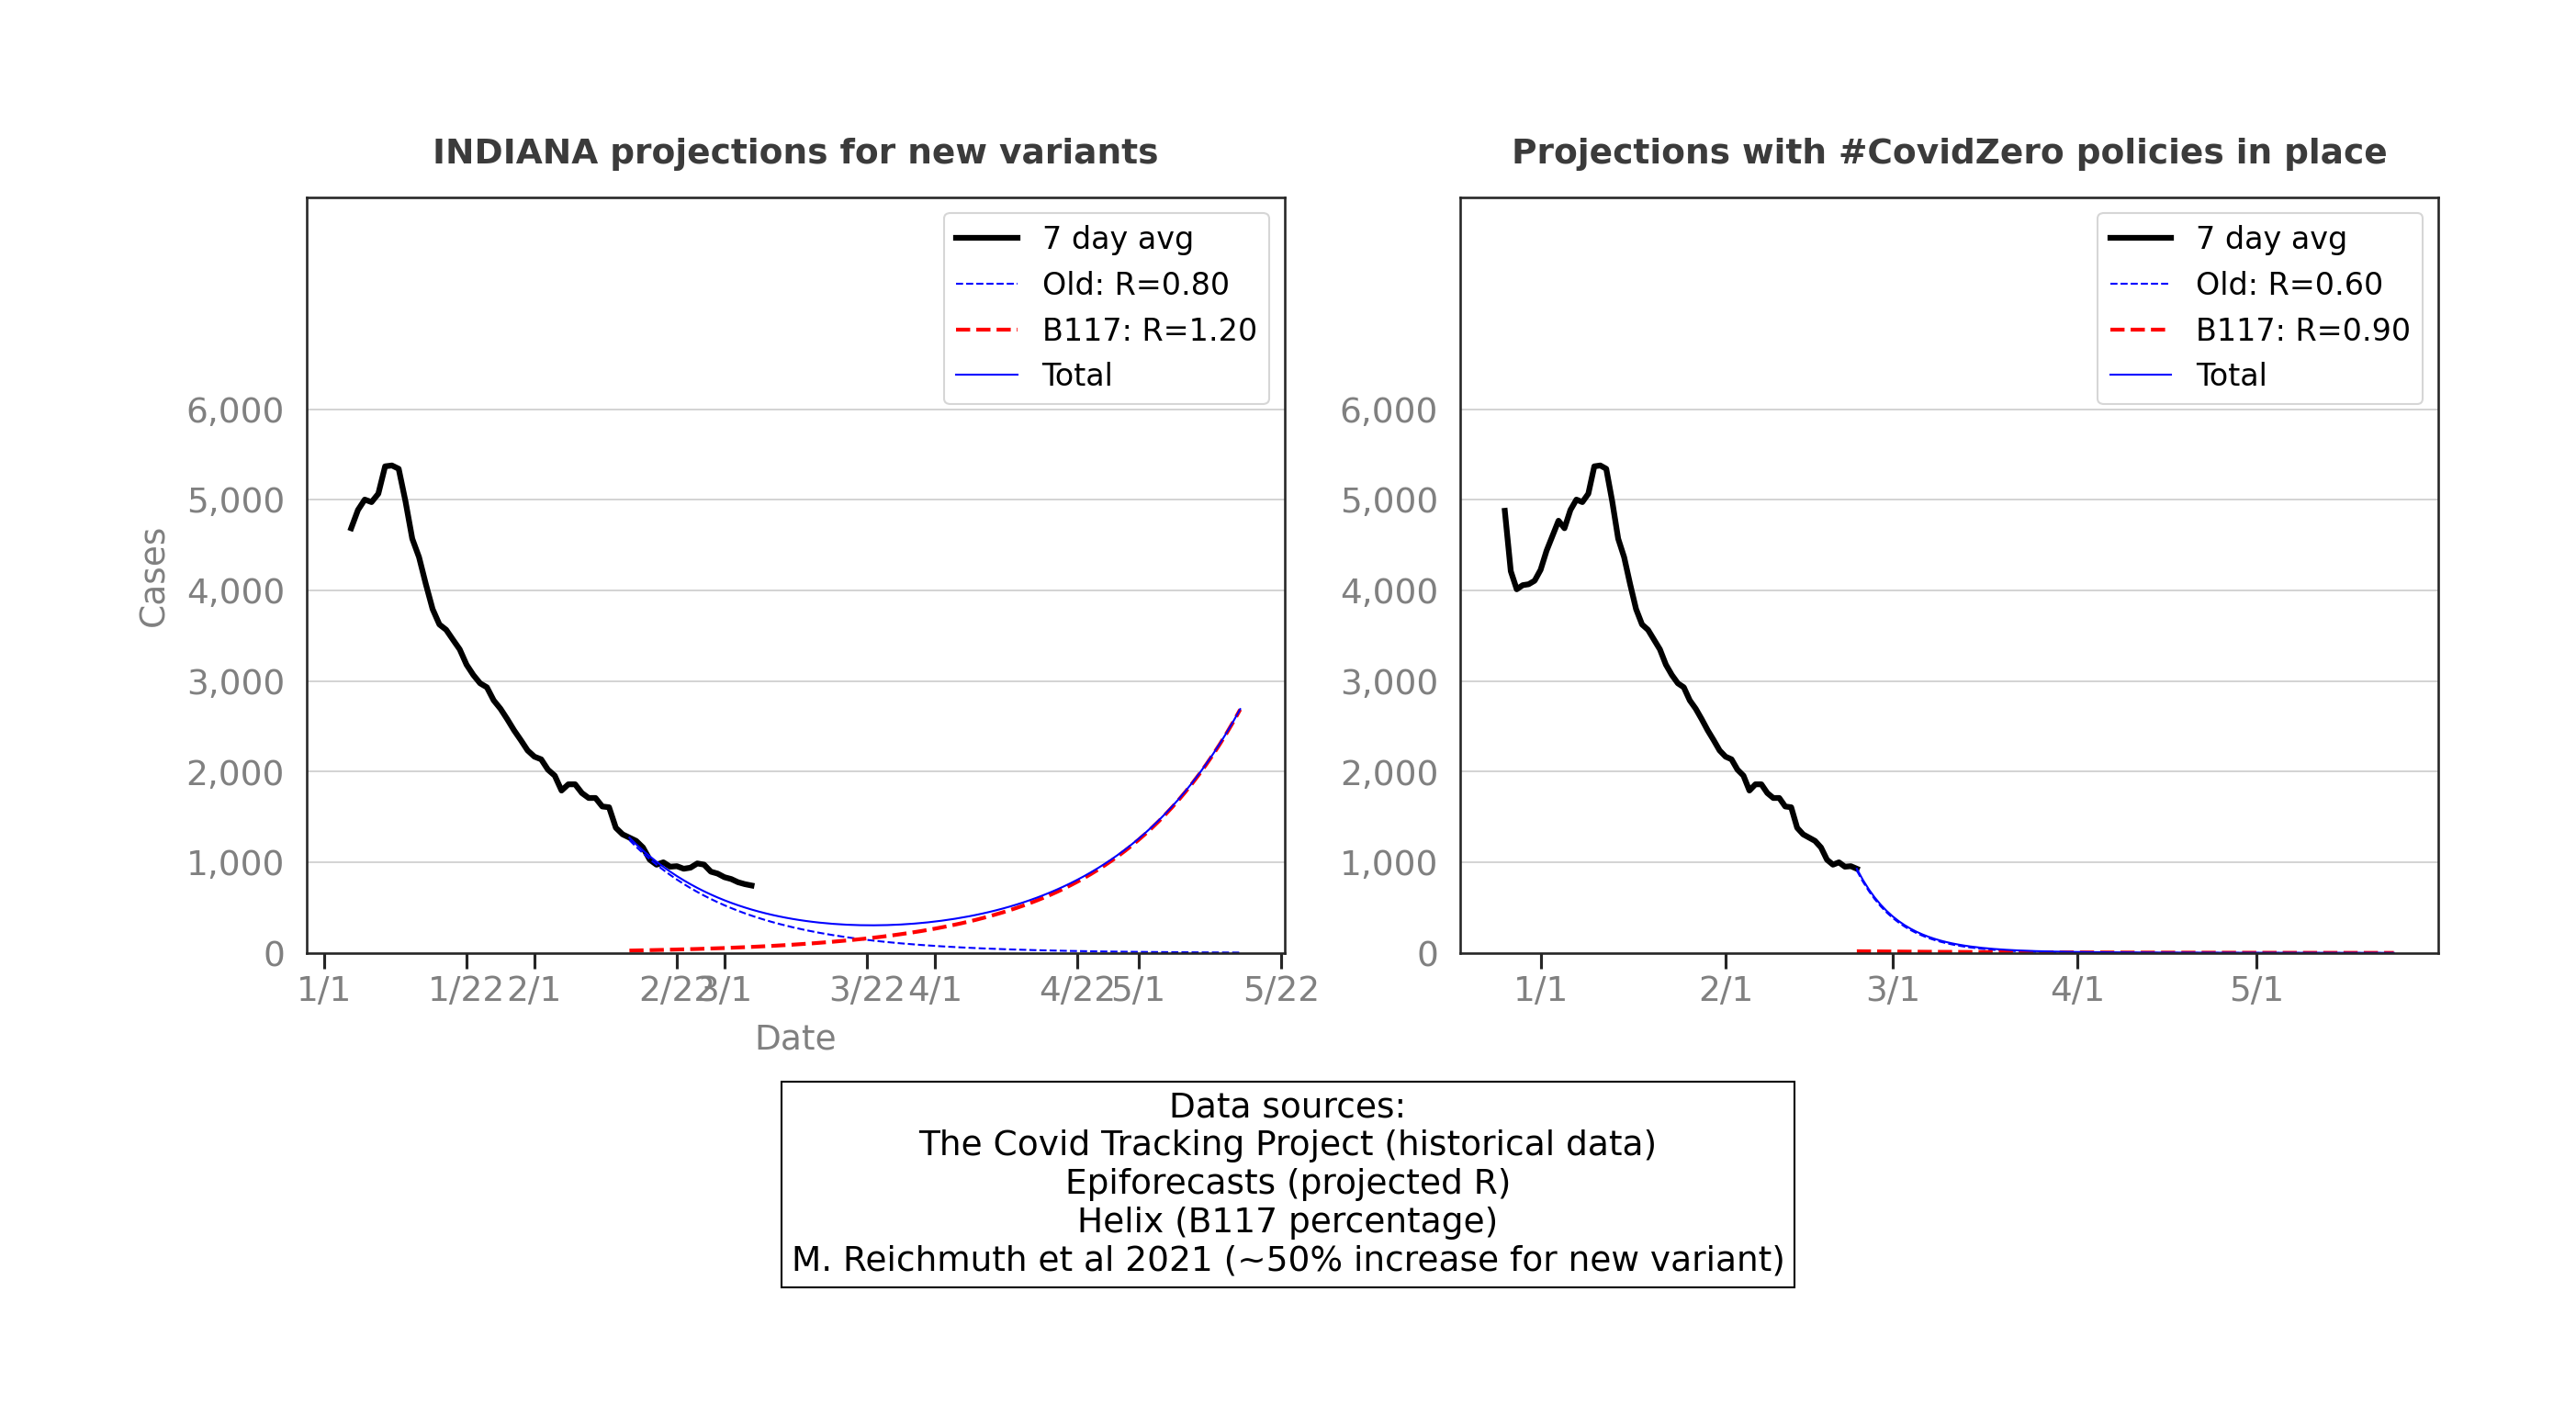 INDIANA projections for new variants
7 day avg
Old: R=0.80
B117: R=1.20
Total
6,000
5,000
4,000
3,000
2,000
1,000
0
Cases
1/1
1/22
2/1
2/22
3/1
3/22
4/1
4/22
5/1
5/22
Date
Projections with #CovidZero policies in place
7 day avg
Old: R=0.60
B117: R=0.90
Total
6,000
5,000
4,000
3,000
2,000
1,000
0
1/1
2/1
3/1
4/1
5/1
Data sources:
The Covid Tracking Project (historical data)
Epiforecasts (projected R)
Helix (B117 percentage)
M. Reichmuth et al 2021 (~50% increase for new variant)